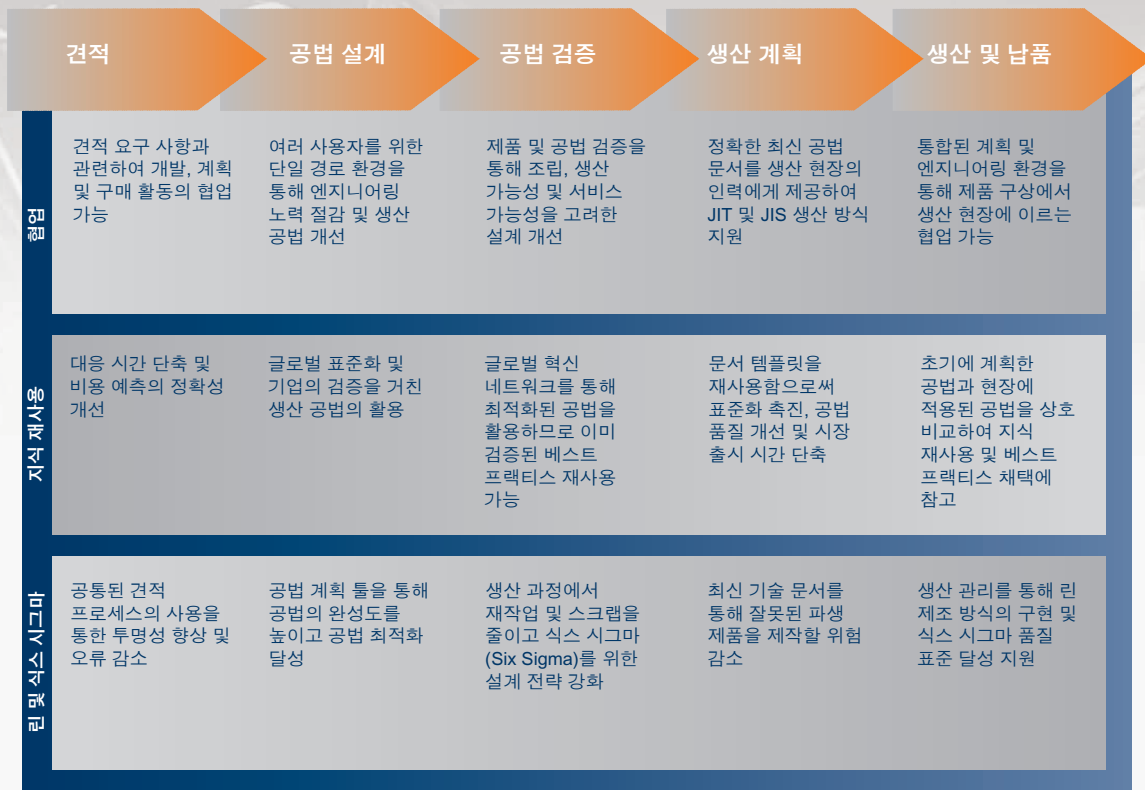 견적
공법 설계
공법 검증
생산 계획
생산 및 납품
협업
견적 요구 사항과
관련하여 개발, 계획
및 구매 활동의 협업
가능
여러 사용자를 위한
단일 경로 환경을
통해 엔지니어링
노력 절감 및 생산
공법 개선
제품 및 공법 검증을
통해 조립, 생산
가능성 및 서비스
가능성을 고려한
설계 개선
정확한 최신 공법
문서를 생산 현장의
인력에게 제공하여
JIT 및 JIS 생산 방식
지원
통합된 계획 및
엔지니어링 환경을
통해 제품 구상에서
생산 현장에 이르는
협업 가능
지식 재사용
대응 시간 단축 및
비용 예측의 정확성
개선
글로벌 표준화 및
기업의 검증을 거친
생산 공법의 활용
글로벌 혁신
네트워크를 통해
최적화된 공법을
활용하므로 이미
검증된 베스트
프랙티스 재사용
가능
문서 템플릿을
재사용함으로써
표준화 촉진, 공법
품질 개선 및 시장
출시 시간 단축
초기에 계획한
공법과 현장에
적용된 공법을 상호
비교하여 지식
재사용 및 베스트
프랙티스 채택에
참고
린 및 식스 시그마
공통된 견적
프로세스의 사용을
통한 투명성 향상 및
오류 감소
공법 계획 툴을 통해
공법의 완성도를
높이고 공법 최적화
달성
생산 과정에서
재작업 및 스크랩을
줄이고 식스 시그마
(Six Sigma)를 위한
설계 전략 강화
최신 기술 문서를
통해 잘못된 파생
제품을 제작할 위험
감소
생산 관리를 통해 린
제조 방식의 구현 및
식스 시그마 품질
표준 달성 지원